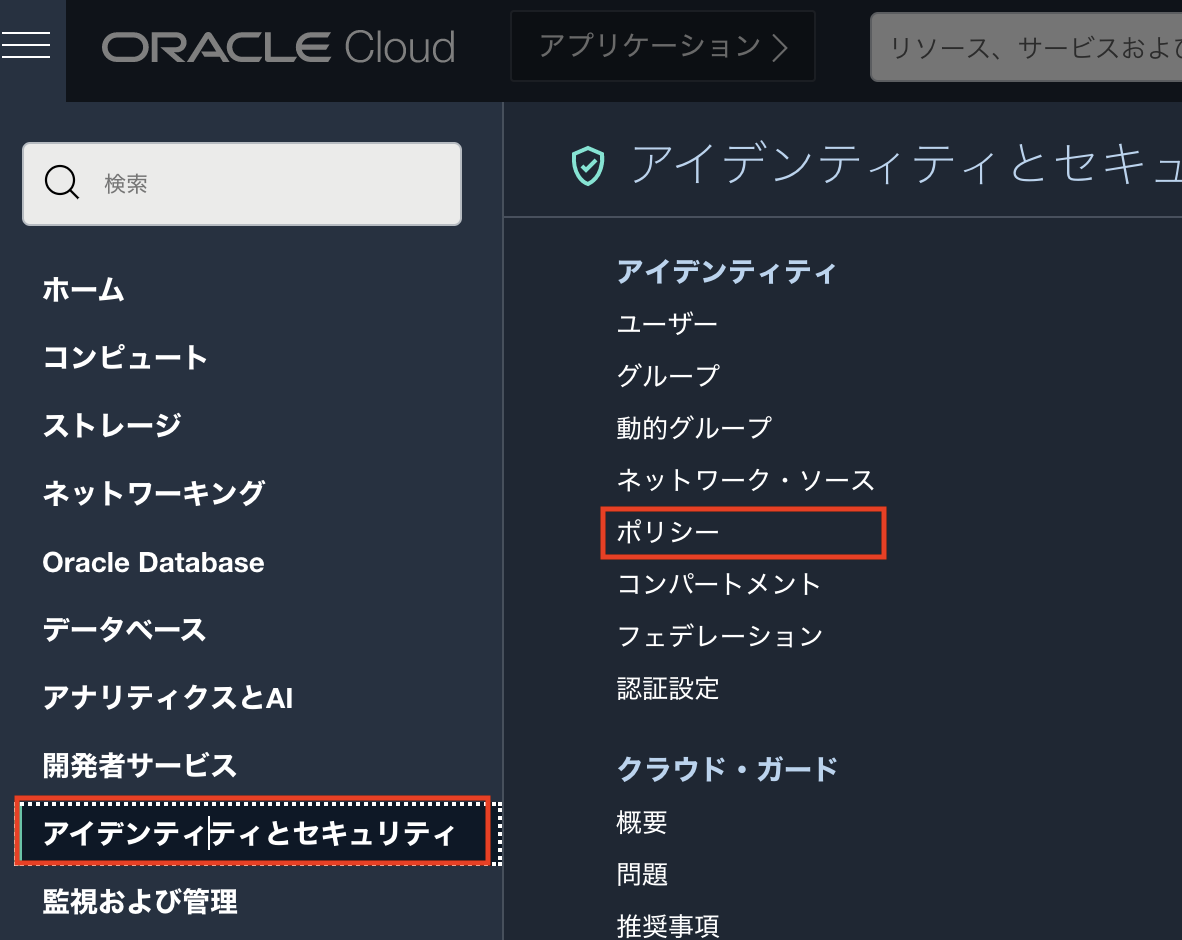 ORACLE Cloud
アプリケーション
リソース、サービスおよび
検索
ホーム
コンピュート
ストレージ
ネットワーキング
Oracle Database
データベース
アナリティクスとAI
開発者サービス
アイデンティティとセキュリティ
監視および管理
アイデンティティとセキュ
アイデンティティ
ユーザー
グループ
動的グループ
ネットワーク・ソース
ポリシー
コンパートメント
フェデレーション
認証設定
クラウド・ガード
概要
問題
推奨事項